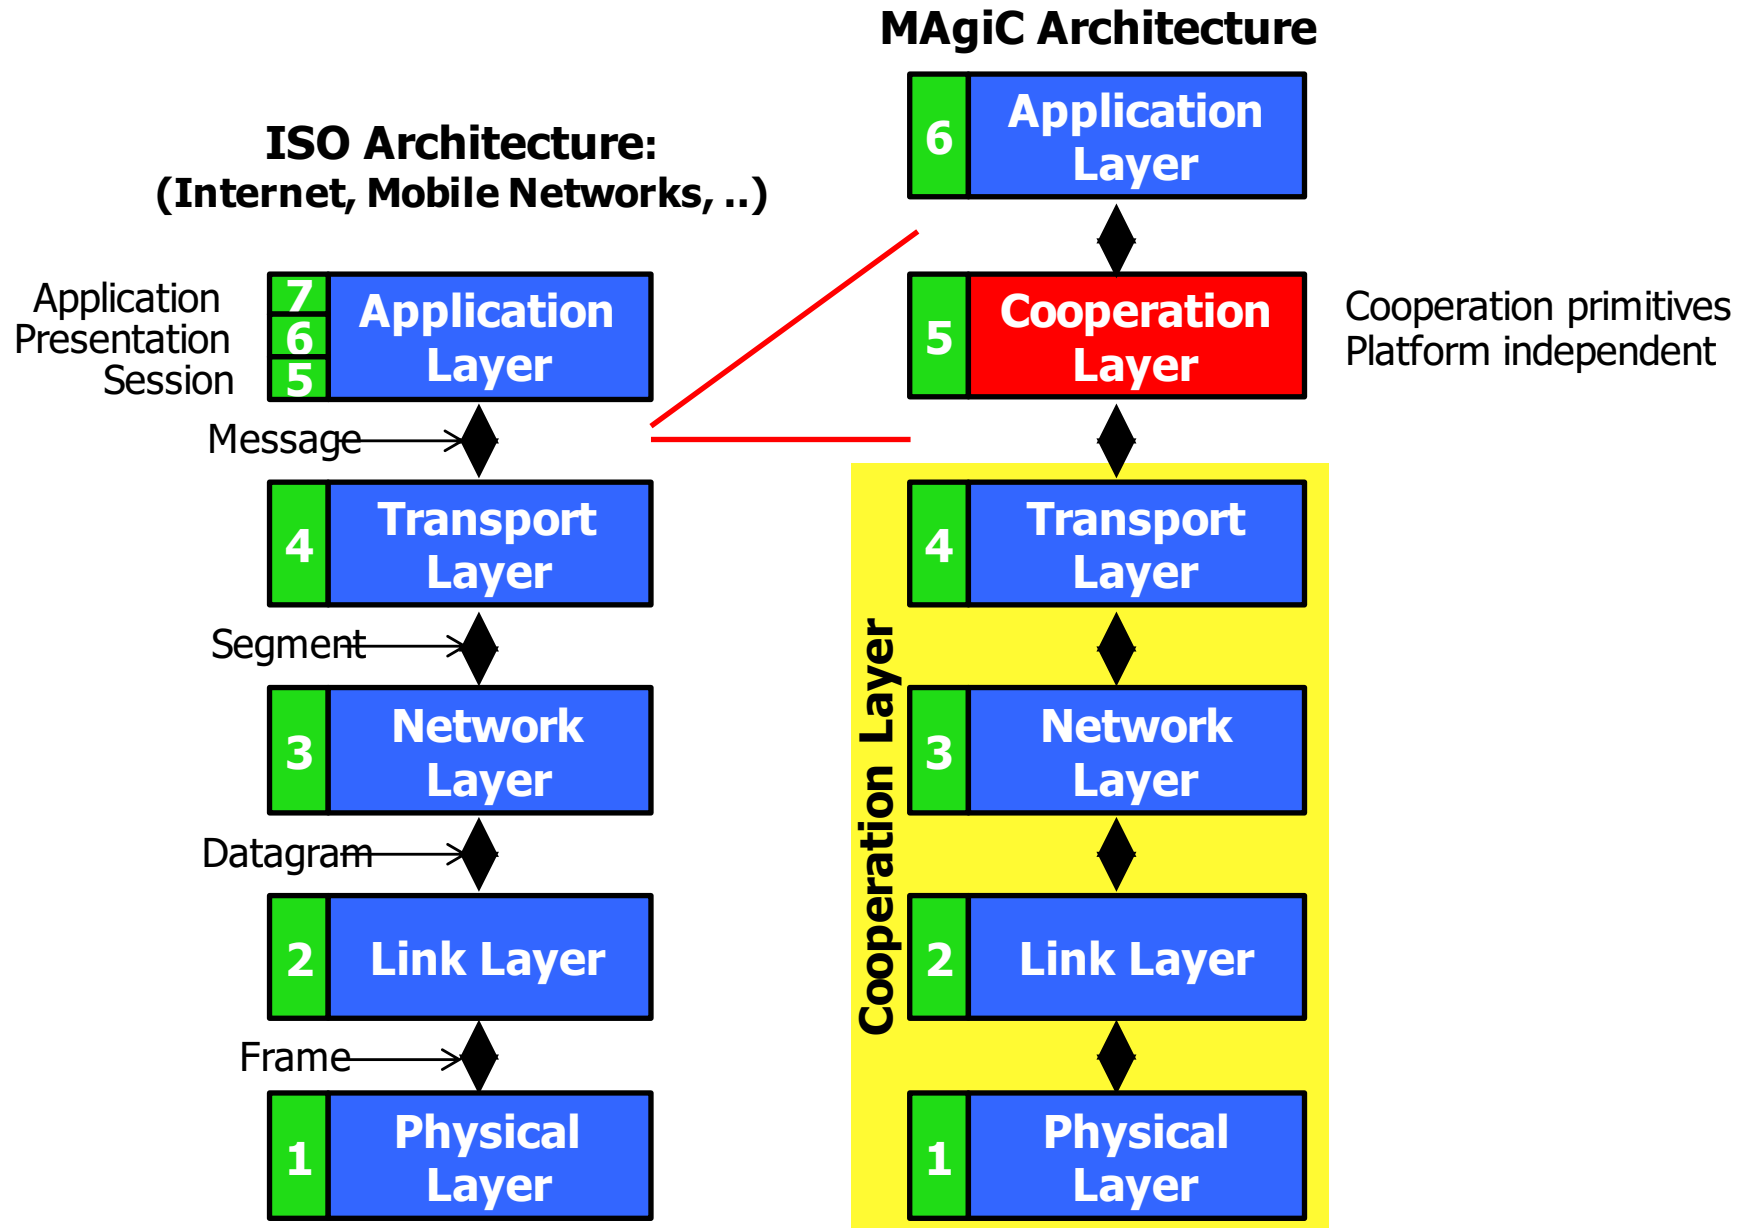 MAgiC Architecture
ISO Architecture:
(Internet, Mobile Networks, ..)
Application
Presentation
Session
7
6
5
Application
Layer
Message
4
Transport
Layer
Segment
3
Network
Layer
Datagram
2
Link Layer
Frame
1
Physical
Layer
6
Application
Layer
5
Cooperation
Layer
Cooperation primitives
Platform independent
Cooperation Layer
4
Transport
Layer
3
Network
Layer
2
Link Layer
1
Physical
Layer